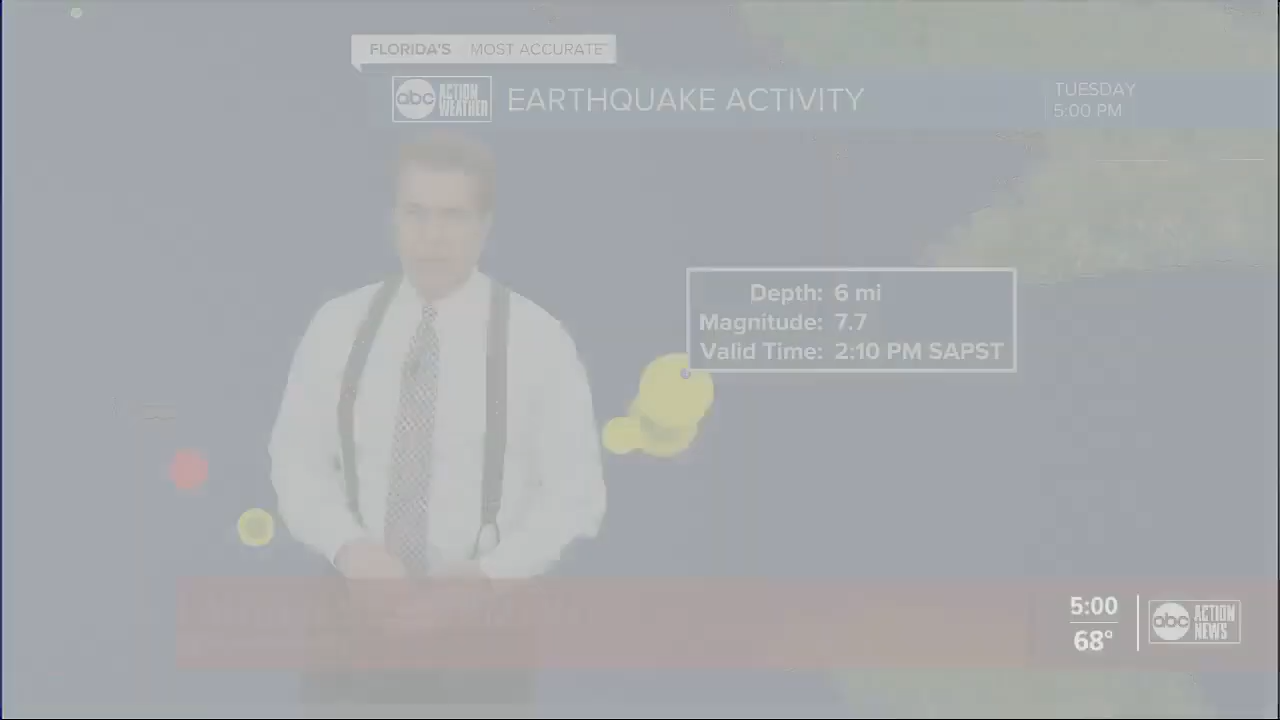 FLORIDA'S MOST ACCURATE
abc ACTION WEATHER
EARTHQUAKE ACTIVITY
TUESDAY
5:00 PM
Depth: 6 mi
Magnitude: 7.7
Valid Time: 2:10 PM SAPST
5:00
68°
abc ACTION NEWS